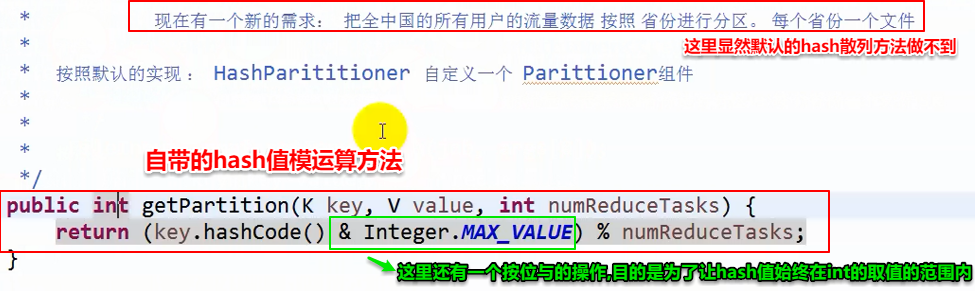 * 现在有一个新的需求： 把全中国的所有用户的流量数据 按照 省份进行分区。 每个省份一个文件
* 这里显然默认的hash散列方法做不到
* 按照默认的实现： HashParititioner 自定义一个 Parittioner组件
*
*
*
* 自带的hash值模运算方法
*/
public int getPartition(K key, V value, int numReduceTasks) {
return (key.hashCode() & Integer.MAX_VALUE) % numReduceTasks;
} 这里还有一个按位与的操作,目的是为了让hash值始终在int的取值的范围内